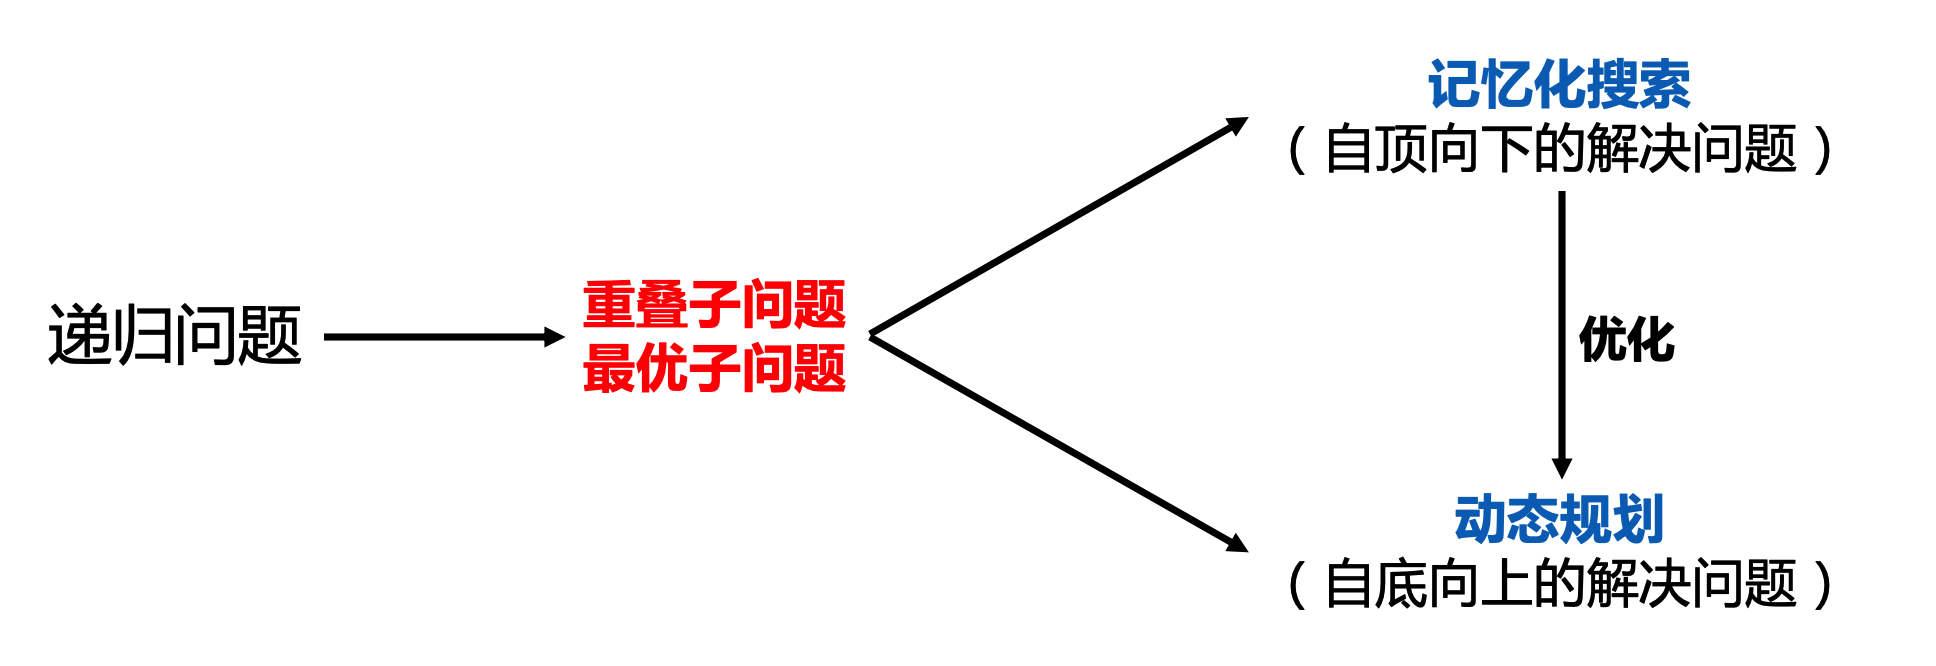 递归问题
重叠子问题
最优子问题
记忆化搜索
（自顶向下的解决问题）
优化
动态规划
（自底向上的解决问题）